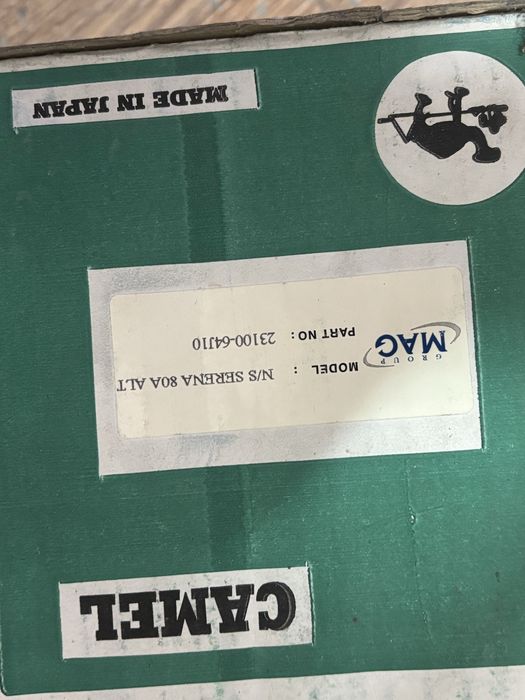 CAMEL
GROUP
MAG
MODEL : N/S SERENA 80A ALT
PART NO : 23100-64J10
MADE IN JAPAN